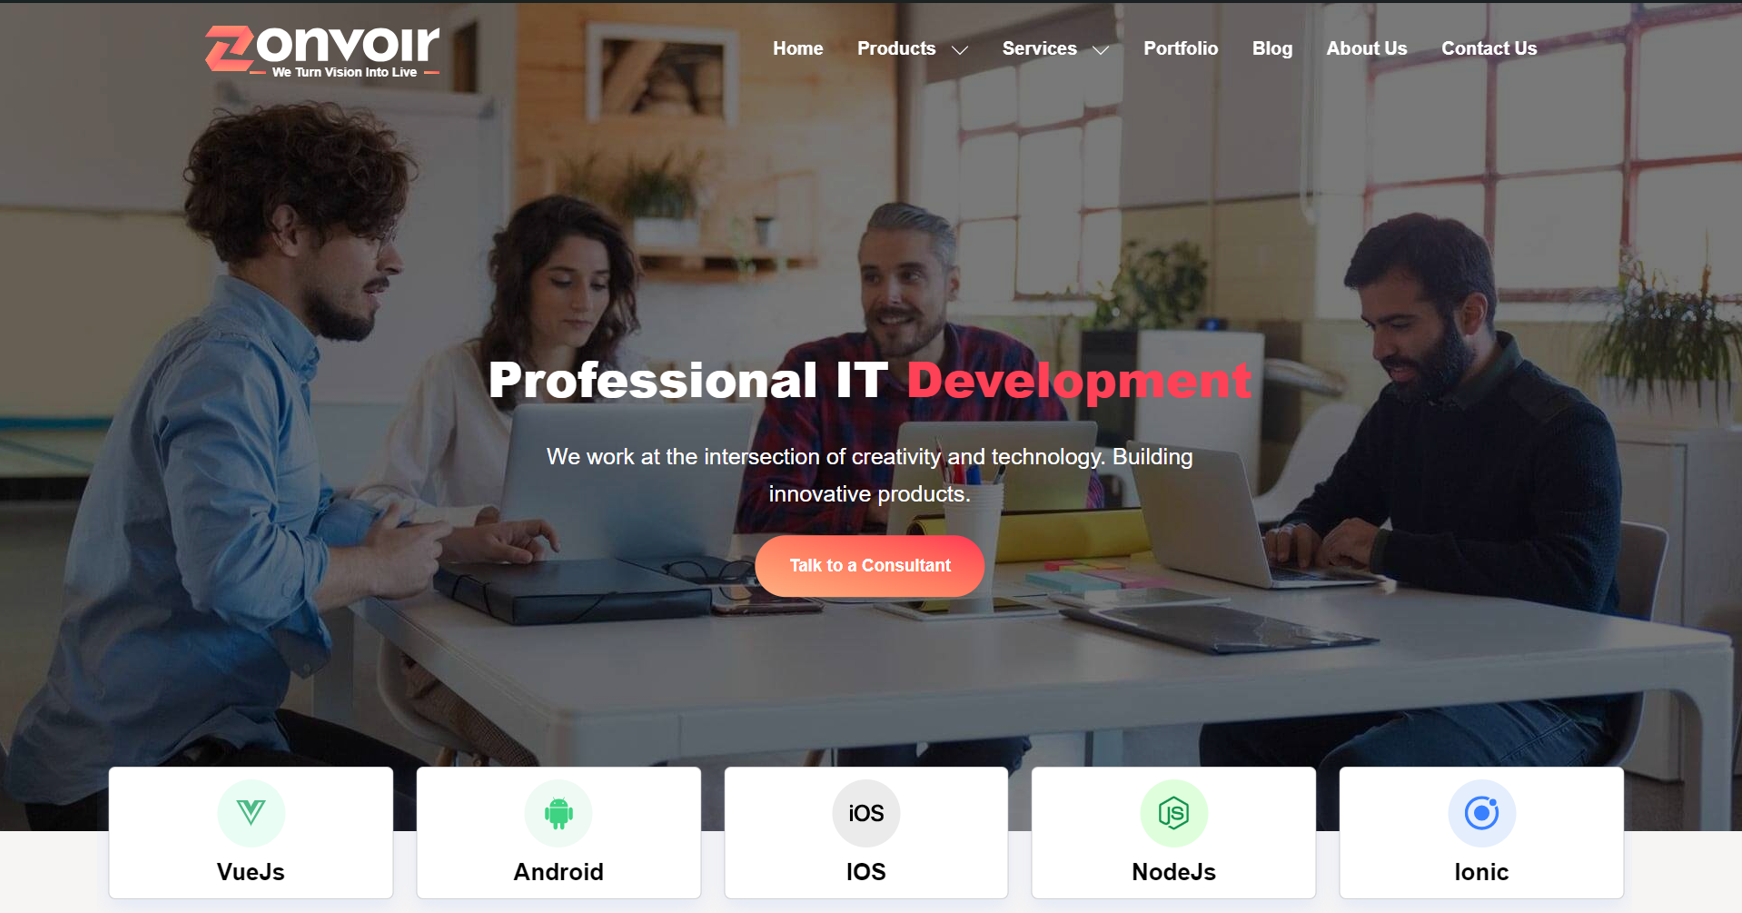 Zonvoir
We Turn Vision Into Live
Home Products Services Portfolio Blog About Us Contact Us
Professional IT Development
We work at the intersection of creativity and technology. Building
innovative products.
Talk to a Consultant
iOS
JS
VueJs
Android
IOS
NodeJs
Ionic